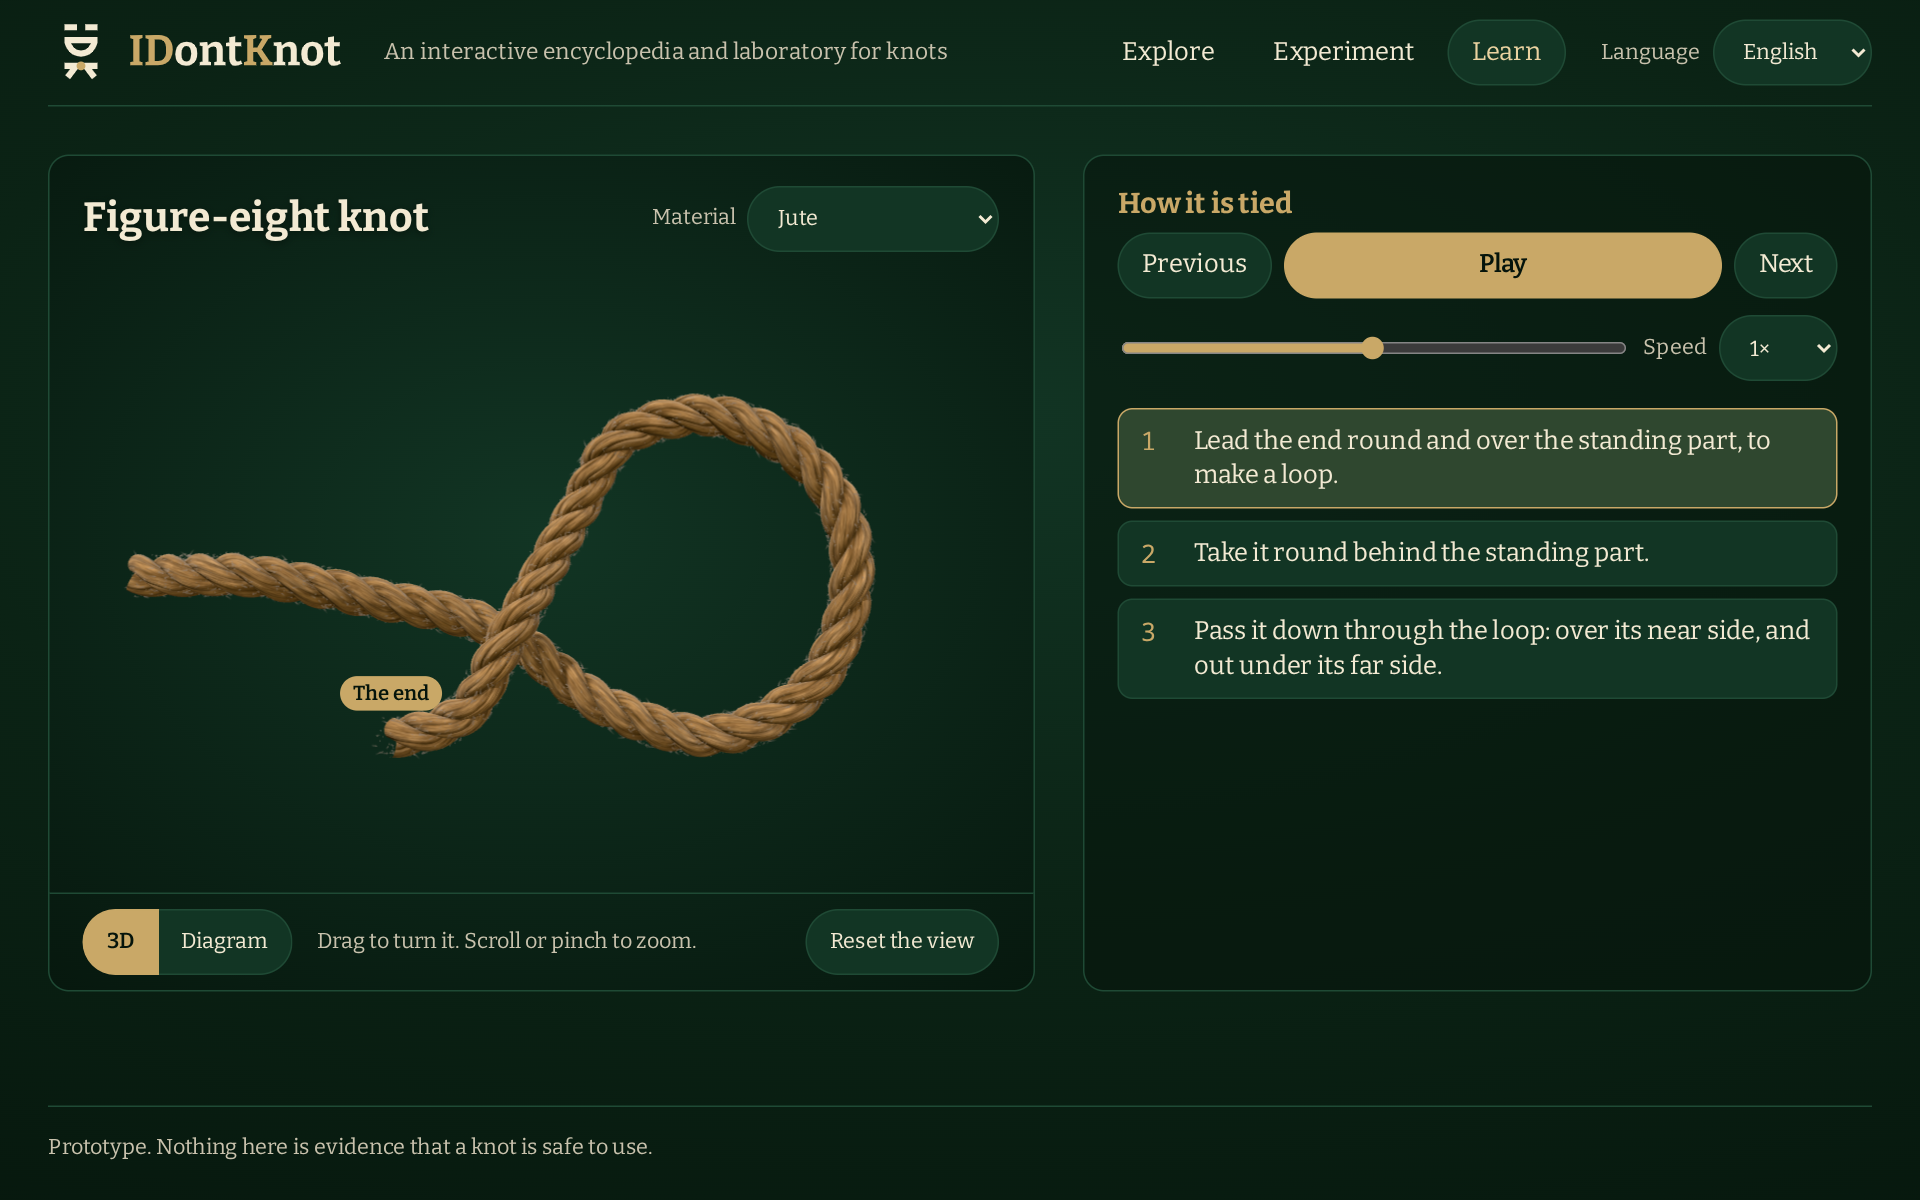 IDontKnot
An interactive encyclopedia and laboratory for knots
Explore
Experiment
Learn
Language
English
Figure-eight knot
Material
Jute
The end
3D
Diagram
Drag to turn it. Scroll or pinch to zoom.
Reset the view
How it is tied
Previous
Play
Next
Speed
1×
1
Lead the end round and over the standing part, to
make a loop.
2
Take it round behind the standing part.
3
Pass it down through the loop: over its near side, and
out under its far side.
Prototype. Nothing here is evidence that a knot is safe to use.